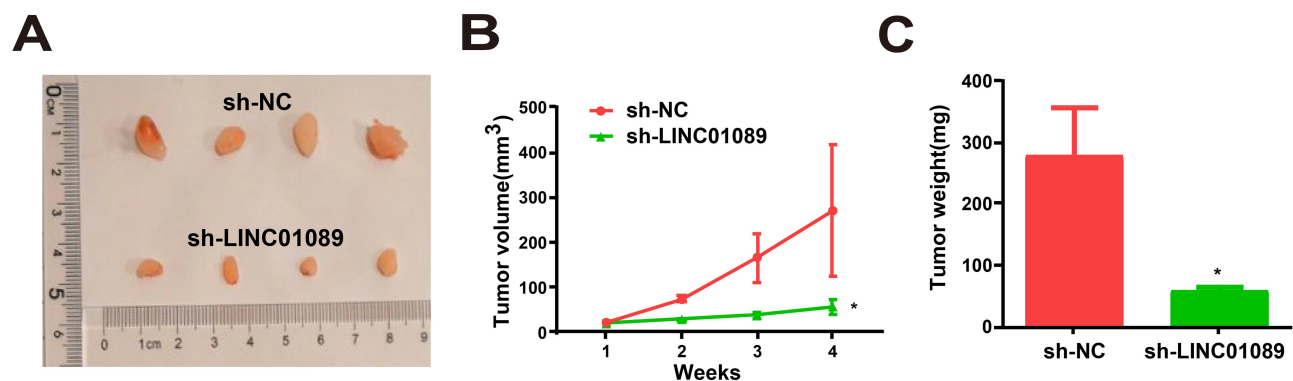 A
B
C
sh-NC
sh-LINC01089
0
CM
1
2
3
4
5
6
0 1cm 2 3 4 5 6 7 8 9
Tumor volume(mm3)
500
400
300
200
100
0
sh-NC
sh-LINC01089
*
1 2 3 4
Weeks
Tumor weight(mg)
400
300
200
100
0
*
sh-NC sh-LINC01089